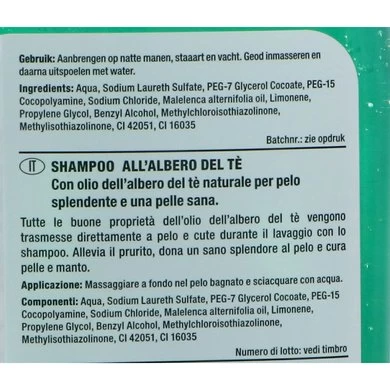 Gebruik: Aanbrengen op natte manen, staaart en vacht. Geod inmasseren en
daarna uitspoelen met water.
Ingredients: Aqua, Sodium Laureth Sulfate, PEG-7 Glycerol Cocoate, PEG-15
Cocopolyamine, Sodium Chloride, Malelenca alternifolia oil, Limonene,
Propylene Glycol, Benzyl Alcohol, Methylchloroisothiazolinone,
Methylisothiazolinone, CI 42051, CI 16035
Batchnr.: zie opdruk
IT SHAMPOO ALL'ALBERO DEL TÈ
Con olio dell'albero del tè naturale per pelo
splendente e una pelle sana.
Tutte le buone proprietà dell'olio dell'albero del tè vengono
trasmesse direttamente a pelo e cute durante il lavaggio con
lo shampoo. Allevia il prurito, dona un sano splendore al pelo e cura
pelle e manto.
Applicazione: Massaggiare a fondo nel pelo bagnato e sciacquare con acqua.
Componenti: Aqua, Sodium Laureth Sulfate, PEG-7 Glycerol Cocoate, PEG-15
Cocopolyamine, Sodium Chloride, Malelenca alternifolia oil, Limonene,
Propylene Glycol, Benzyl Alcohol, Methylchloroisothiazolinone,
Methylisothiazolinone, CI 42051, CI 16035
Numero di lotto: vedi timbro